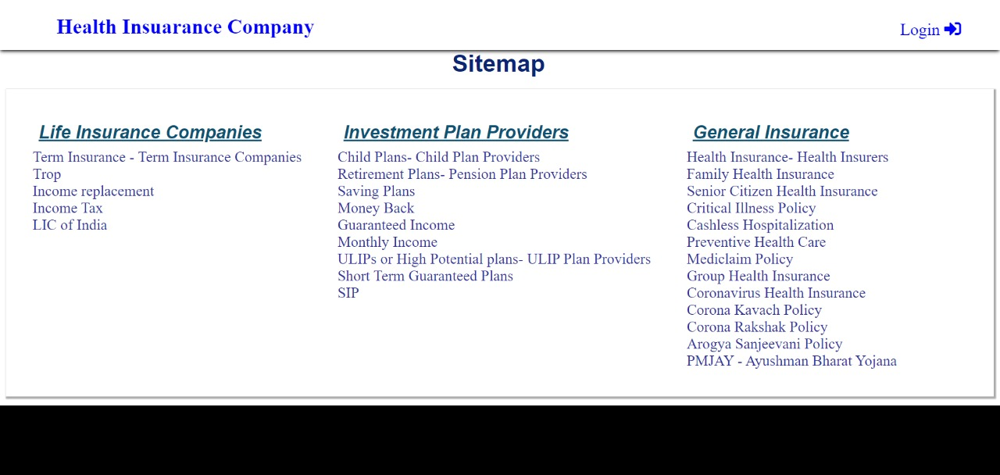 Health Insuarance Company
Login
Sitemap
Life Insurance Companies
Term Insurance - Term Insurance Companies
Trop
Income replacement
Income Tax
LIC of India
Investment Plan Providers
Child Plans- Child Plan Providers
Retirement Plans- Pension Plan Providers
Saving Plans
Money Back
Guaranteed Income
Monthly Income
ULIPs or High Potential plans- ULIP Plan Providers
Short Term Guaranteed Plans
SIP
General Insurance
Health Insurance- Health Insurers
Family Health Insurance
Senior Citizen Health Insurance
Critical Illness Policy
Cashless Hospitalization
Preventive Health Care
Mediclaim Policy
Group Health Insurance
Coronavirus Health Insurance
Corona Kavach Policy
Corona Rakshak Policy
Arogya Sanjeevani Policy
PMJAY - Ayushman Bharat Yojana